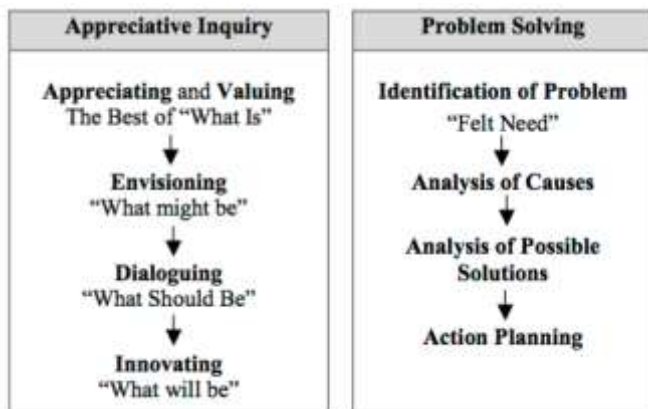 Appreciative Inquiry
Appreciating and Valuing
The Best of “What Is”
Envisioning
“What might be”
Dialoguing
“What Should Be”
Innovating
“What will be”
Problem Solving
Identification of Problem
“Felt Need”
Analysis of Causes
Analysis of Possible
Solutions
Action Planning